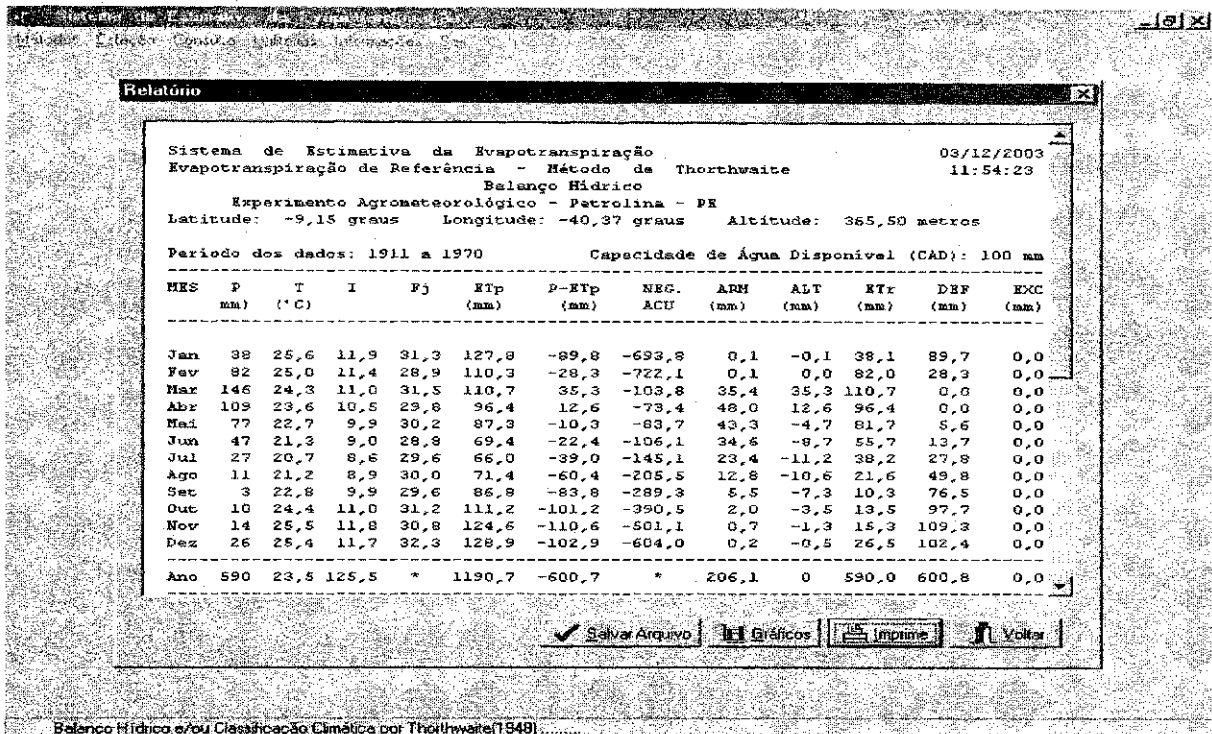 Relatório
Sistema de Estimativa da Evapotranspiração 03/12/2003
Evapotranspiração de Referência - Método de Thorthwaite 11:54:23
Balanço Hídrico
Experimento Agrometeorológico - Petrolina - PE
Latitude: -9,15 graus Longitude: -40,37 graus Altitude: 365,50 metros
Período dos dados: 1911 a 1970 Capacidade de Água Disponível (CAD): 100 mm
MES P T I Fj ETp P-ETp NEG. ARM ALT ETr DEF EXC
mm) (°C) (mm) (mm) ACU (mm) (mm) (mm) (mm) (mm)
Jan 38 25,6 11,9 31,3 127,8 -89,8 -693,8 0,1 -0,1 38,1 89,7 0,0
Fev 82 25,0 11,4 28,9 110,3 -28,3 -722,1 0,1 0,0 82,0 28,3 0,0
Mar 146 24,3 11,0 31,5 110,7 35,3 -103,8 35,4 35,3 110,7 0,0 0,0
Abr 109 23,6 10,5 29,8 96,4 12,6 -73,4 48,0 12,6 96,4 0,0 0,0
Mai 77 22,7 9,9 30,2 87,3 -10,3 -83,7 43,3 -4,7 81,7 5,6 0,0
Jun 47 21,3 9,0 28,8 69,4 -22,4 -106,1 34,6 -8,7 55,7 13,7 0,0
Jul 27 20,7 8,6 29,6 66,0 -39,0 -145,1 23,4 -11,2 38,2 27,8 0,0
Ago 11 21,2 8,9 30,0 71,4 -60,4 -205,5 12,8 -10,6 21,6 49,8 0,0
Set 3 22,8 9,9 29,6 86,8 -83,8 -289,3 5,5 -7,3 10,3 76,5 0,0
Out 10 24,4 11,0 31,2 111,2 -101,2 -390,5 2,0 -3,5 13,5 97,7 0,0
Nov 14 25,5 11,8 30,8 124,6 -110,6 -501,1 0,7 -1,3 15,3 109,3 0,0
Dez 26 25,4 11,7 32,3 128,9 -102,9 -604,0 0,2 -0,5 26,5 102,4 0,0
Ano 590 23,5 125,5 * 1190,7 -600,7 * 206,1 0 590,0 600,8 0,0
Salvar Arquivo Gráficos Imprime Voltar
Balanço Hídrico e/ou Classificação Climática por Thorthwaite(1948)..........